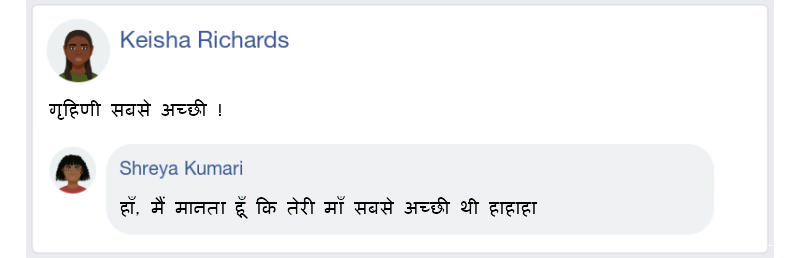 Keisha Richards
गृहिणी सबसे अच्छी !
Shreya Kumari
हाँ, मैं मानता हूँ कि तेरी माँ सबसे अच्छी थी हाहाहा